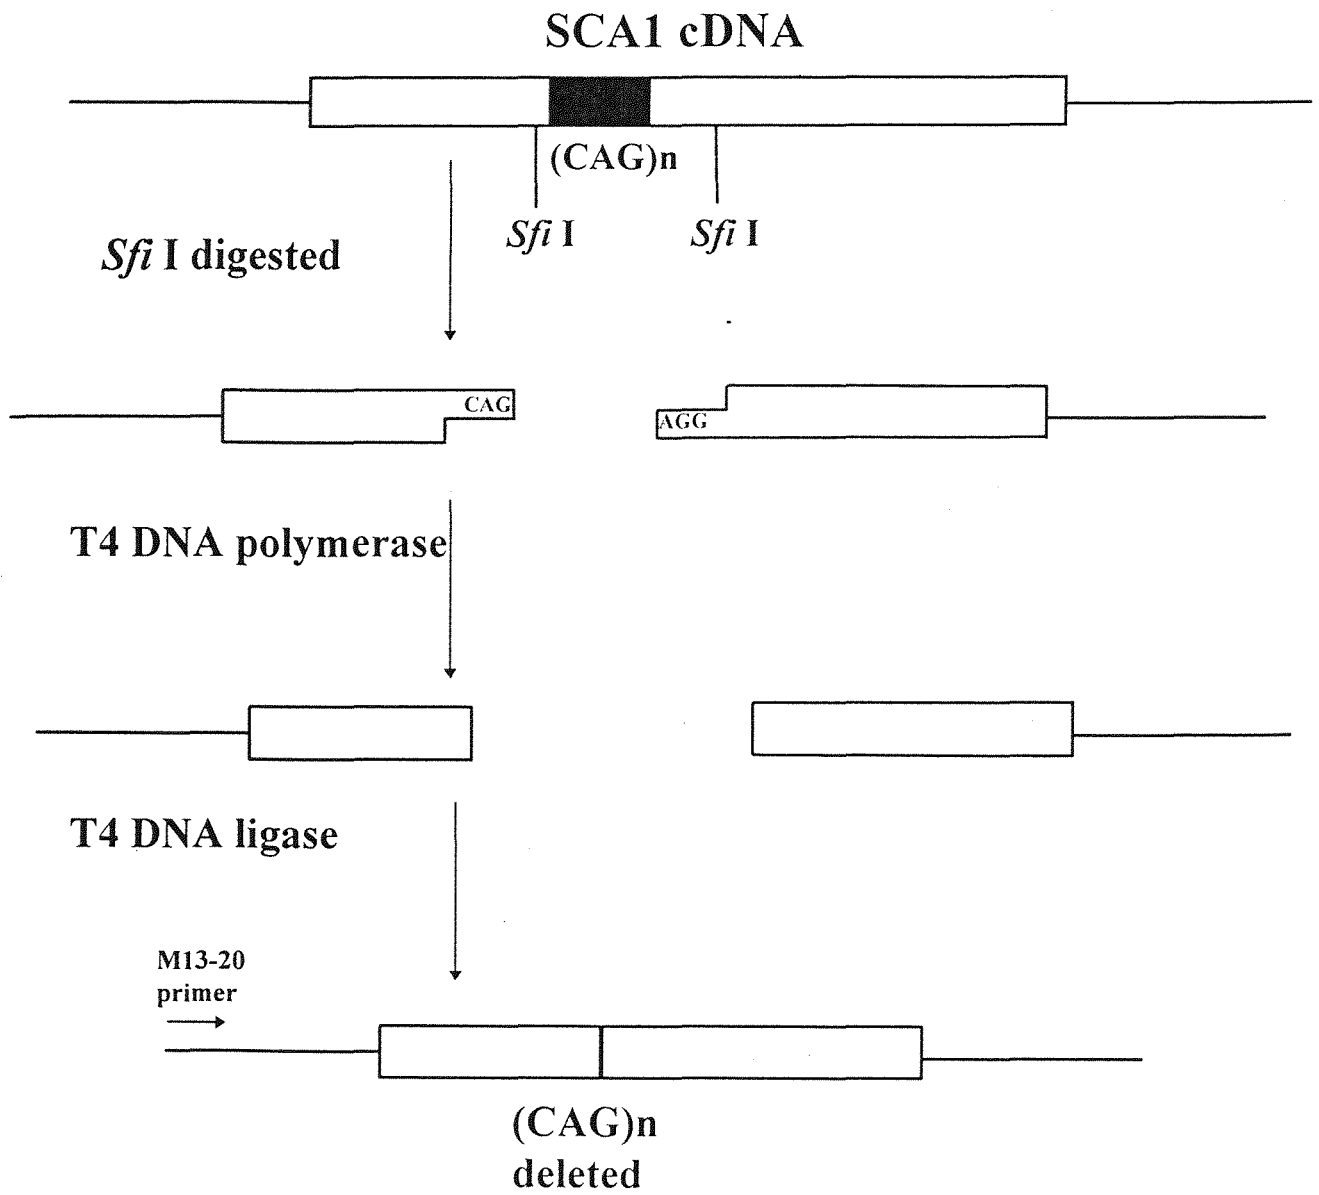 SCA1 cDNA
(CAG)n
Sfi I
Sfi I
Sfi I digested
CAG
AGG
T4 DNA polymerase
T4 DNA ligase
M13-20
primer
(CAG)n
deleted